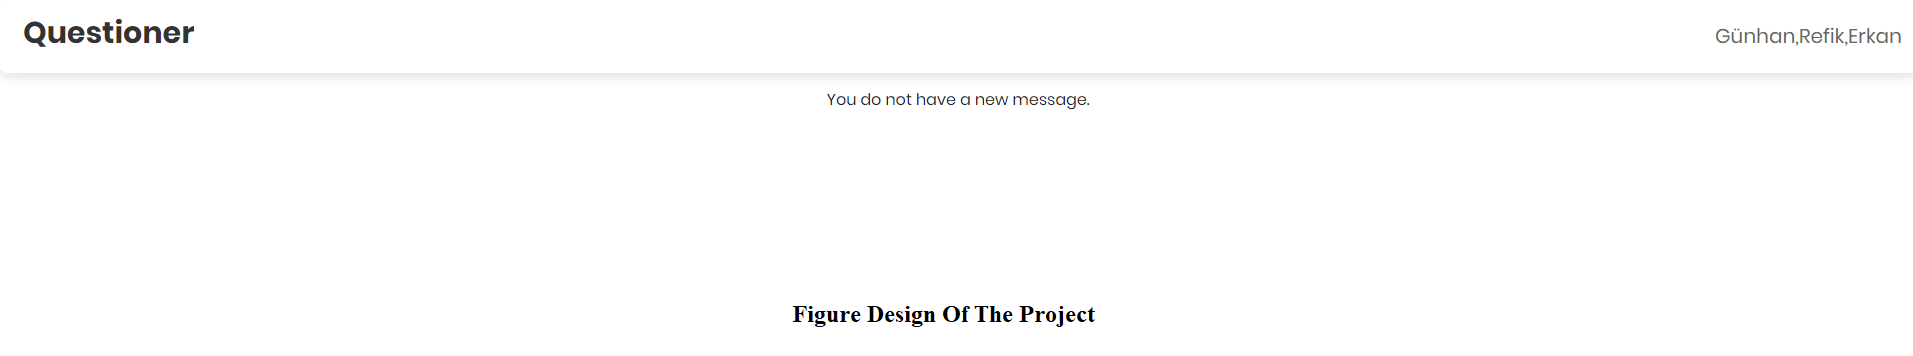 Questioner
Günhan,Refik,Erkan
You do not have a new message.
Figure Design Of The Project